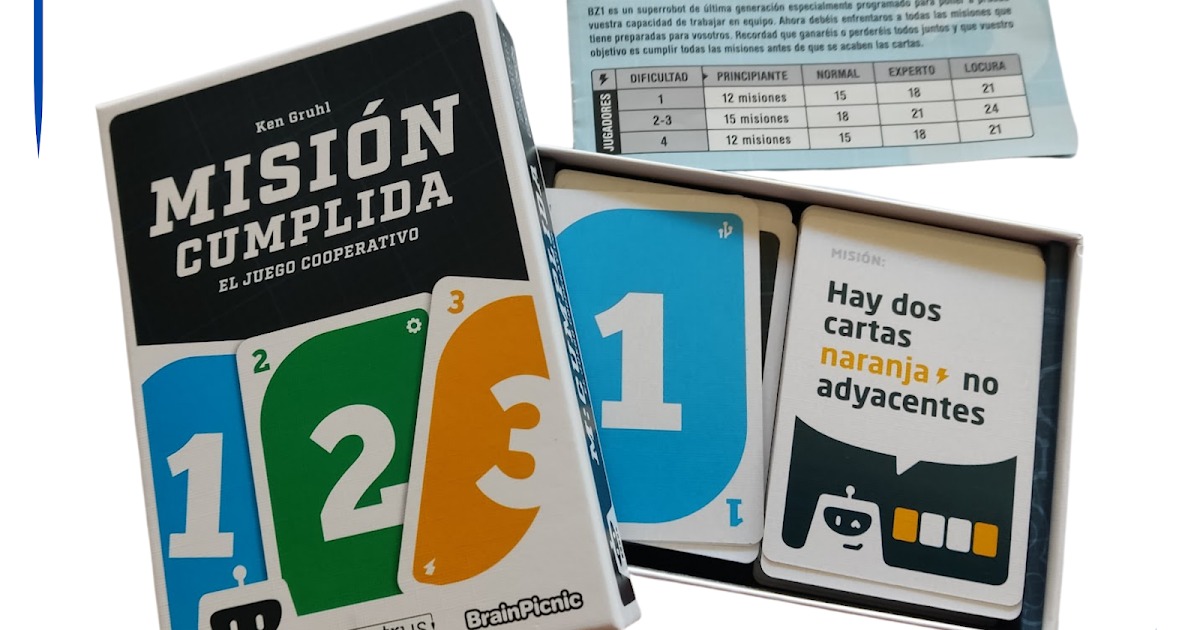 Ken Gruhl
MISIÓN
CUMPLIDA
EL JUEGO COOPERATIVO
1
2
2
3
3
BrainPicnic
BZ1 es un superrobot de última generación especialmente programado para poner a
vuestra capacidad de trabajar en equipo. Ahora debéis enfrentaros a todas las misiones que
tiene preparadas para vosotros. Recordad que ganaréis o perderéis todos juntos y que vuestro
objetivo es cumplir todas las misiones antes de que se acaben las cartas.
DIFICULTAD PRINCIPIANTE NORMAL EXPERTO LOCURA
JUGADORES
1 12 misiones 15 18 21
2-3 15 misiones 18 21 24
4 12 misiones 15 18 21
1
1
MISIÓN:
Hay dos
cartas
naranja no
adyacentes